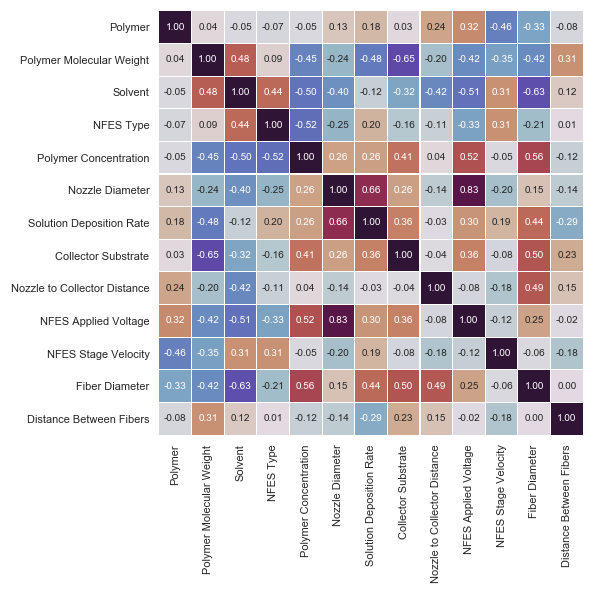 Polymer 1.00 0.04 -0.05 -0.07 -0.05 0.13 0.18 0.03 0.24 0.32 -0.46 -0.33 -0.08
Polymer Molecular Weight 0.04 1.00 0.48 0.09 -0.45 -0.24 -0.48 -0.65 -0.20 -0.42 -0.35 -0.42 0.31
Solvent -0.05 0.48 1.00 0.44 -0.50 -0.40 -0.12 -0.32 -0.42 -0.51 0.31 -0.63 0.12
NFES Type -0.07 0.09 0.44 1.00 -0.52 -0.25 0.20 -0.16 -0.11 -0.33 0.31 -0.21 0.01
Polymer Concentration -0.05 -0.45 -0.50 -0.52 1.00 0.26 0.26 0.41 0.04 0.52 -0.05 0.56 -0.12
Nozzle Diameter 0.13 -0.24 -0.40 -0.25 0.26 1.00 0.66 0.26 -0.14 0.83 -0.20 0.15 -0.14
Solution Deposition Rate 0.18 -0.48 -0.12 0.20 0.26 0.66 1.00 0.36 -0.03 0.30 0.19 0.44 -0.29
Collector Substrate 0.03 -0.65 -0.32 -0.16 0.41 0.26 0.36 1.00 -0.04 0.36 -0.08 0.50 0.23
Nozzle to Collector Distance 0.24 -0.20 -0.42 -0.11 0.04 -0.14 -0.03 -0.04 1.00 -0.08 -0.18 0.49 0.15
NFES Applied Voltage 0.32 -0.42 -0.51 -0.33 0.52 0.83 0.30 0.36 -0.08 1.00 -0.12 0.25 -0.02
NFES Stage Velocity -0.46 -0.35 0.31 0.31 -0.05 -0.20 0.19 -0.08 -0.18 -0.12 1.00 -0.06 -0.18
Fiber Diameter -0.33 -0.42 -0.63 -0.21 0.56 0.15 0.44 0.50 0.49 0.25 -0.06 1.00 0.00
Distance Between Fibers -0.08 0.31 0.12 0.01 -0.12 -0.14 -0.29 0.23 0.15 -0.02 -0.18 0.00 1.00
Polymer
Polymer Molecular Weight
Solvent
NFES Type
Polymer Concentration
Nozzle Diameter
Solution Deposition Rate
Collector Substrate
Nozzle to Collector Distance
NFES Applied Voltage
NFES Stage Velocity
Fiber Diameter
Distance Between Fibers